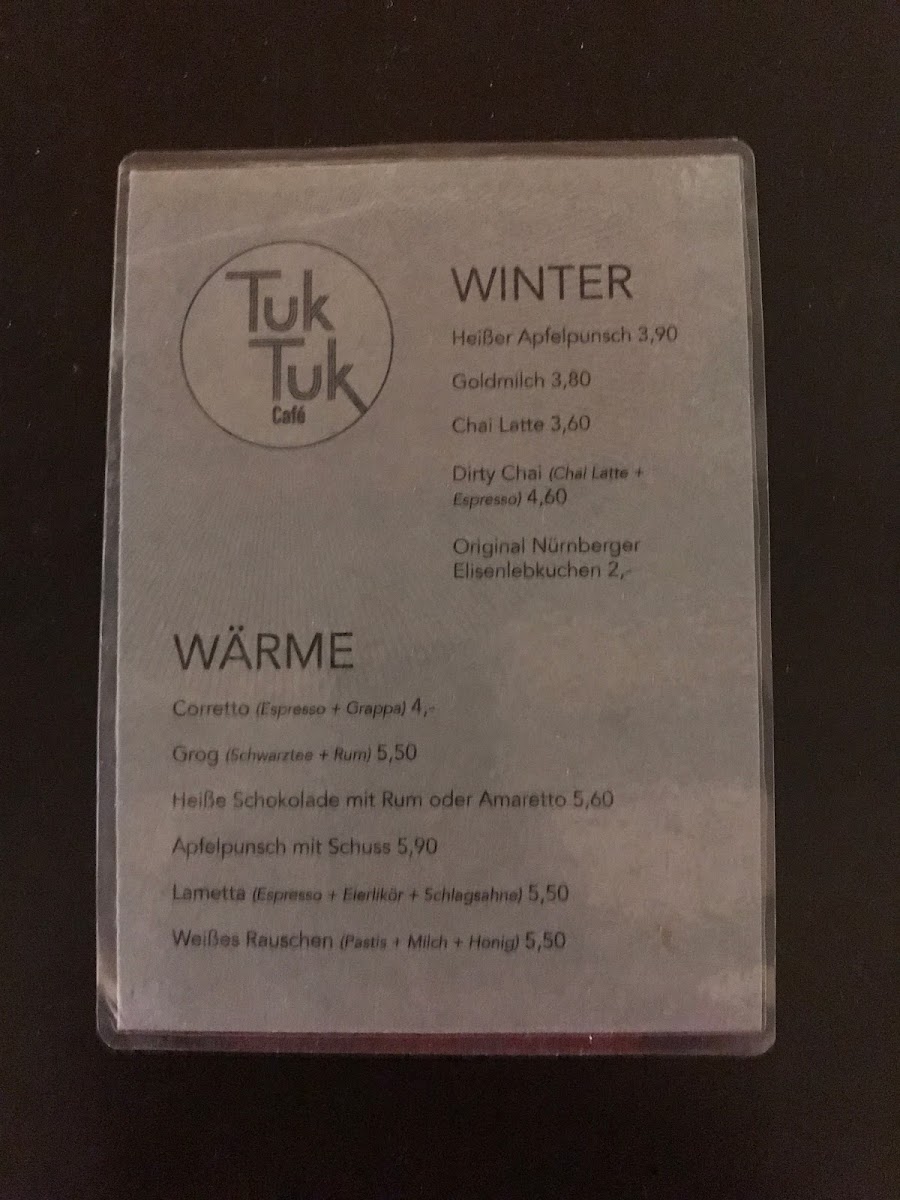 Tuk
Tuk
Café
WINTER
Heißer Apfelpunsch 3,90
Goldmilch 3,80
Chai Latte 3,60
Dirty Chai (Chai Latte +
Espresso) 4,60
Original Nürnberger
Elisenlebkuchen 2,-
WÄRME
Corretto (Espresso + Grappa) 4,-
Grog (Schwarztee + Rum) 5,50
Heiße Schokolade mit Rum oder Amaretto 5,60
Apfelpunsch mit Schuss 5,90
Lametta (Espresso + Eierlikör + Schlagsahne) 5,50
Weißes Rauschen (Pastis + Milch + Honig) 5,50